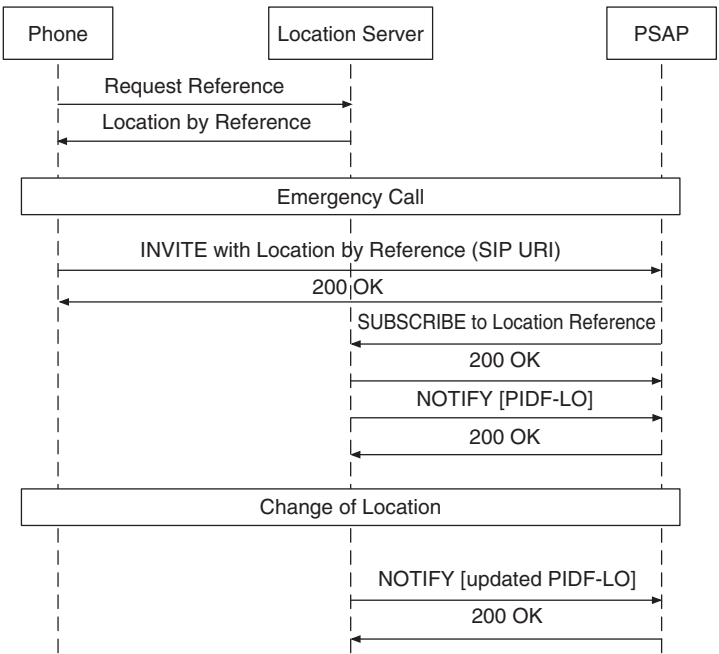 Phone
Location Server
PSAP
Request Reference
Location by Reference
Emergency Call
INVITE with Location by Reference (SIP URI)
200 OK
SUBSCRIBE to Location Reference
200 OK
NOTIFY [PIDF-LO]
200 OK
Change of Location
NOTIFY [updated PIDF-LO]
200 OK